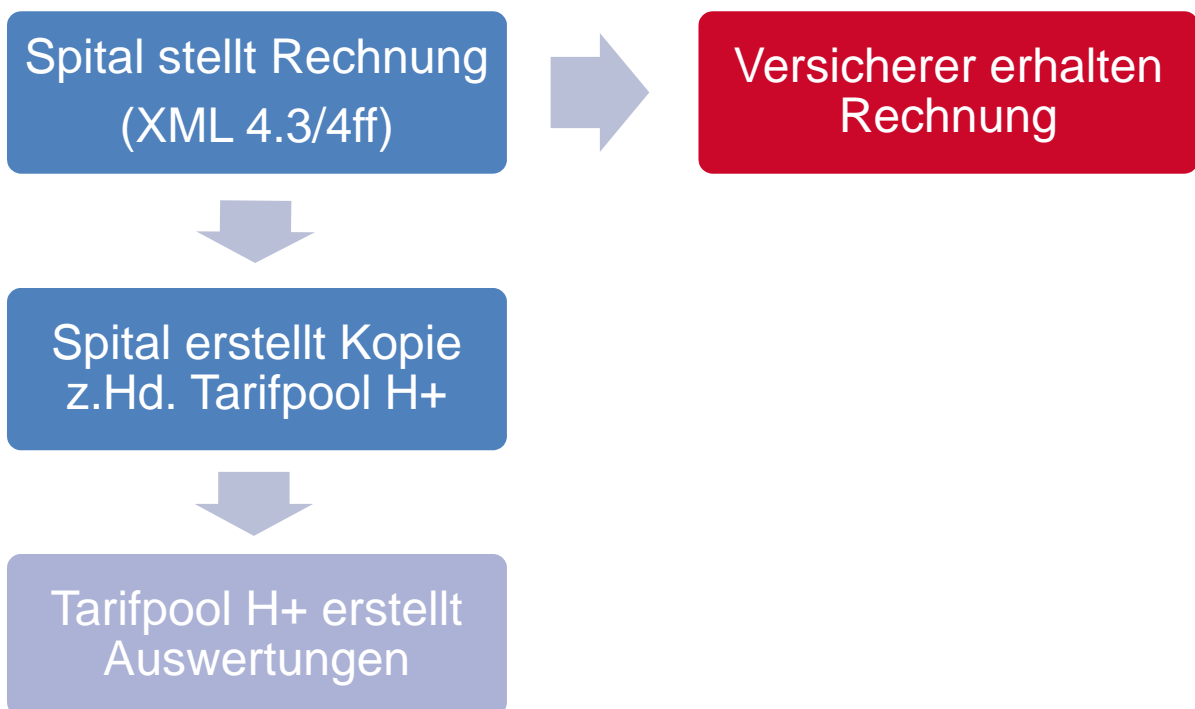 Spital stellt Rechnung
(XML 4.3/4ff)
Versicherer erhalten
Rechnung
Spital erstellt Kopie
z.Hd. Tarifpool H+
Tarifpool H+ erstellt
Auswertungen